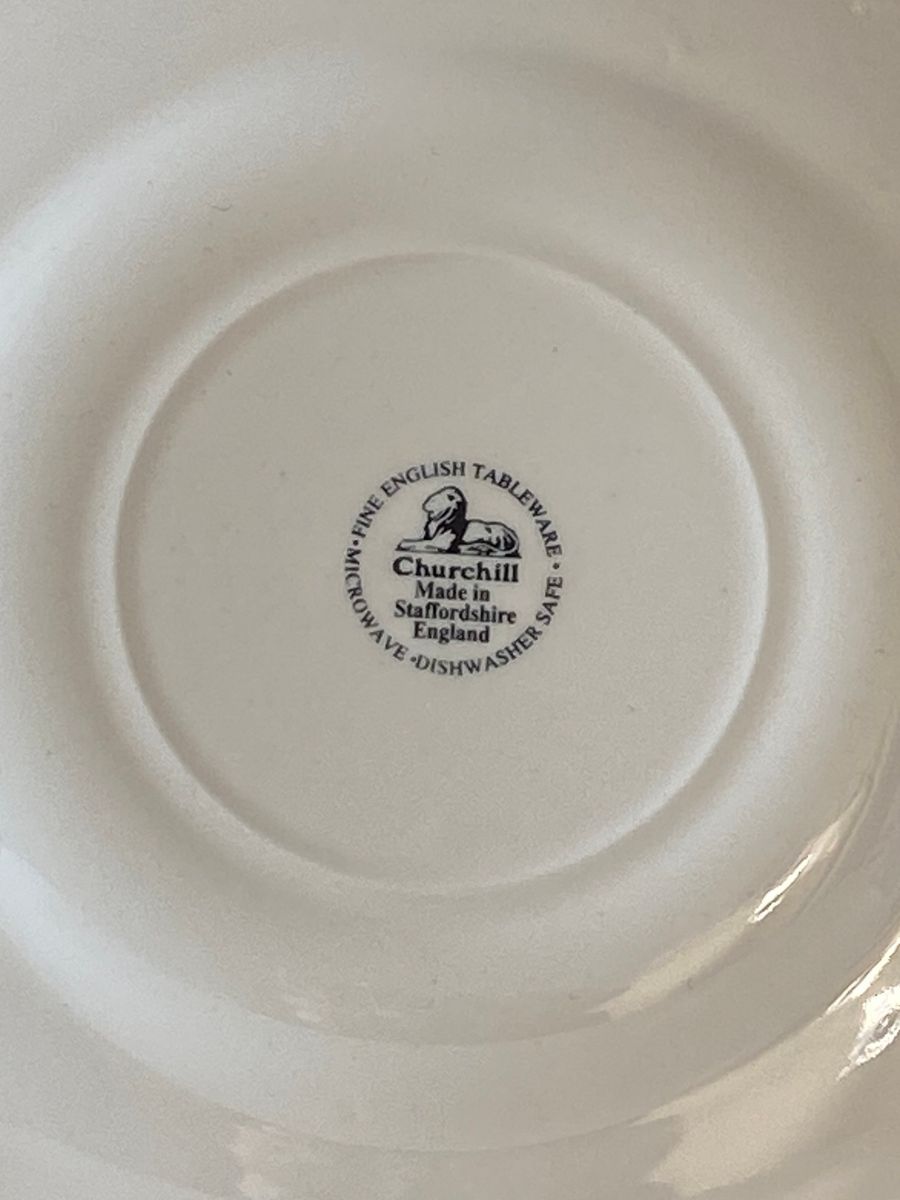 • FINE ENGLISH TABLEWARE •
Churchill
Made in
Staffordshire
England
MICROWAVE • DISHWASHER SAFE